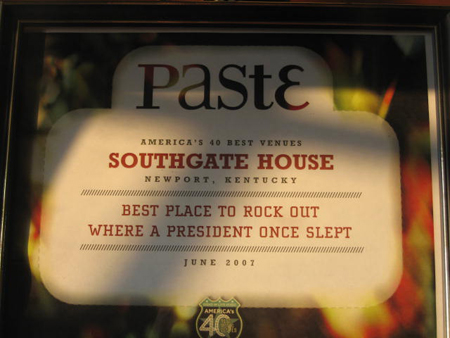 Paste
AMERICA'S 40 BEST VENUES
SOUTHGATE HOUSE
NEWPORT, KENTUCKY
BEST PLACE TO ROCK OUT
WHERE A PRESIDENT ONCE SLEPT
JUNE 2007
AMERICA'S
40